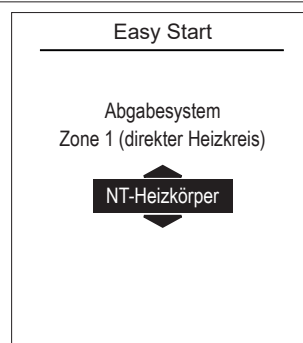 Easy Start
Abgabesystem
Zone 1 (direkter Heizkreis)
NT-Heizkörper